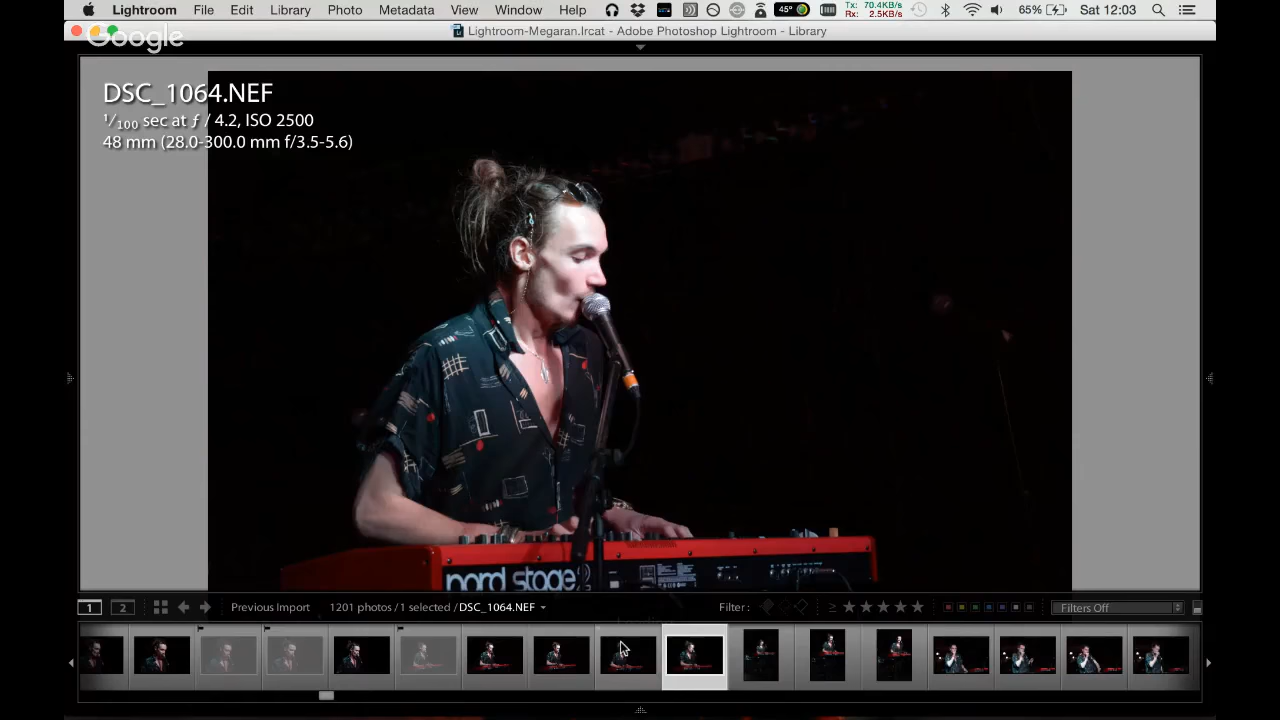 Lightroom File Edit Library Photo Metadata View Window Help 45° Tx: 70.4KB/s Rx: 2.5KB/s 65% Sat 12:03
Google
Lightroom-Megaran.lrcat - Adobe Photoshop Lightroom - Library
DSC_1064.NEF
1/100 sec at ƒ / 4.2, ISO 2500
48 mm (28.0-300.0 mm f/3.5-5.6)
nord stage 2
1 2 Previous Import 1201 photos / 1 selected / DSC_1064.NEF Filter : ≥ Filters Off